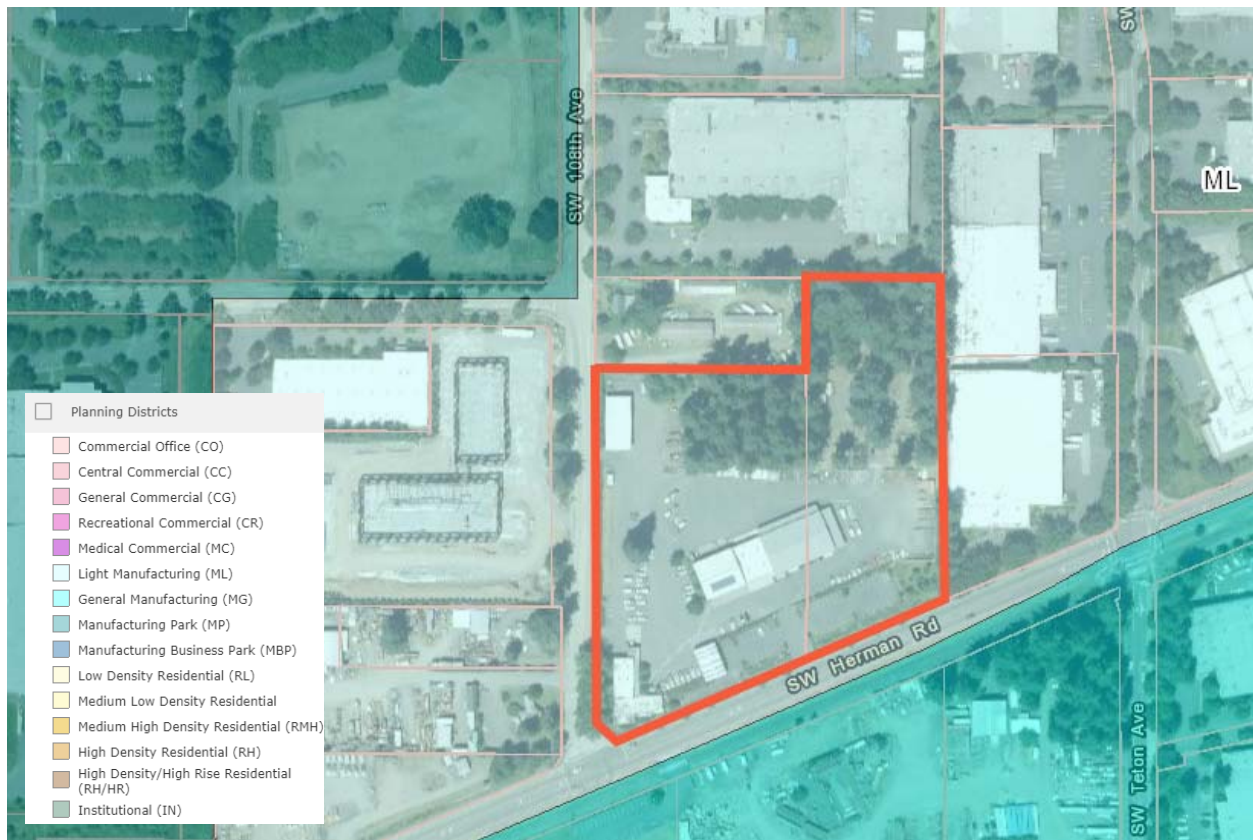 SW
SW 108th Ave
ML
Planning Districts
Commercial Office (CO)
Central Commercial (CC)
General Commercial (CG)
Recreational Commercial (CR)
Medical Commercial (MC)
Light Manufacturing (ML)
General Manufacturing (MG)
Manufacturing Park (MP)
Manufacturing Business Park (MBP)
Low Density Residential (RL)
Medium Low Density Residential
Medium High Density Residential (RMH)
High Density Residential (RH)
High Density/High Rise Residential
(RH/HR)
Institutional (IN)
SW Herman Rd
SW Teton Ave